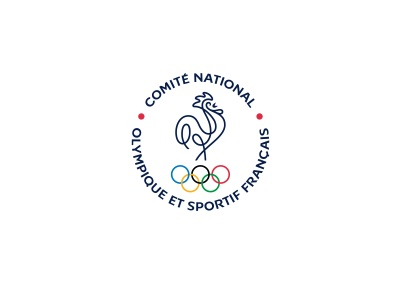 COMITÉ NATIONAL
OLYMPIQUE ET SPORTIF FRANÇAIS